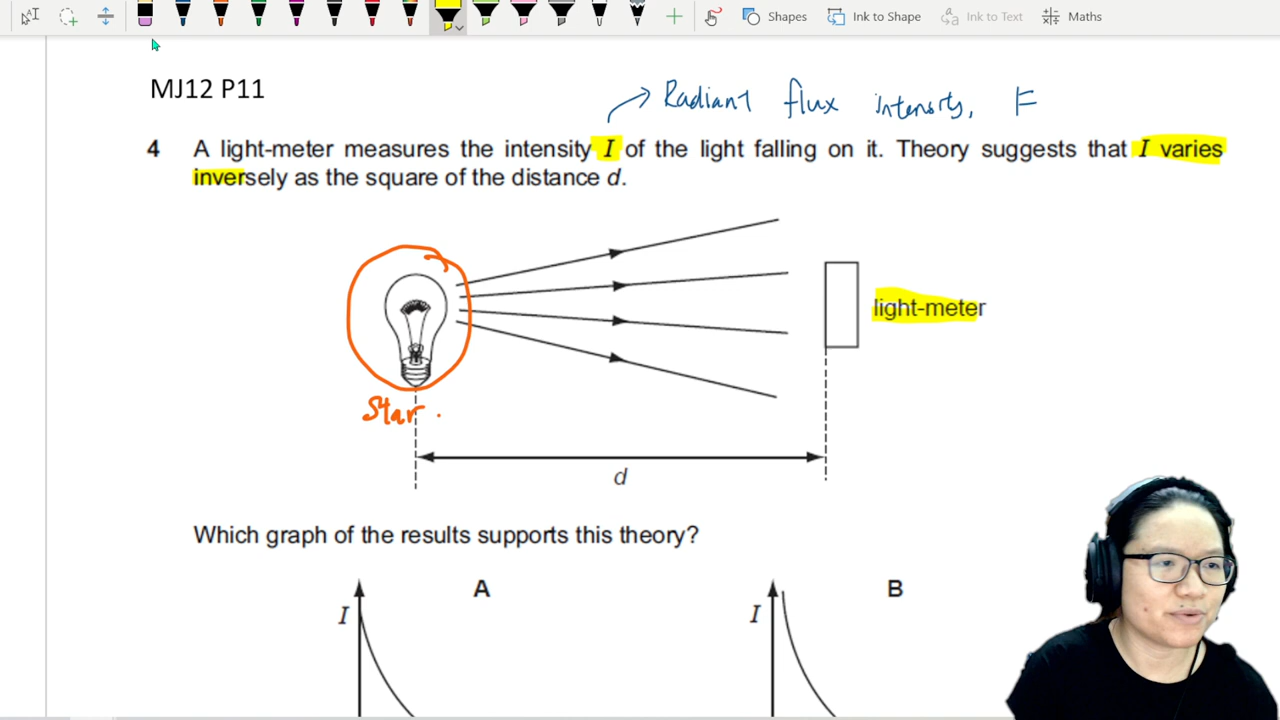 Shapes Ink to Shape Ink to Text Maths
MJ12 P11
Radiant flux intensity, F
4 A light-meter measures the intensity I of the light falling on it. Theory suggests that I varies
inversely as the square of the distance d.
light-meter
Star
d
Which graph of the results supports this theory?
A B
I I